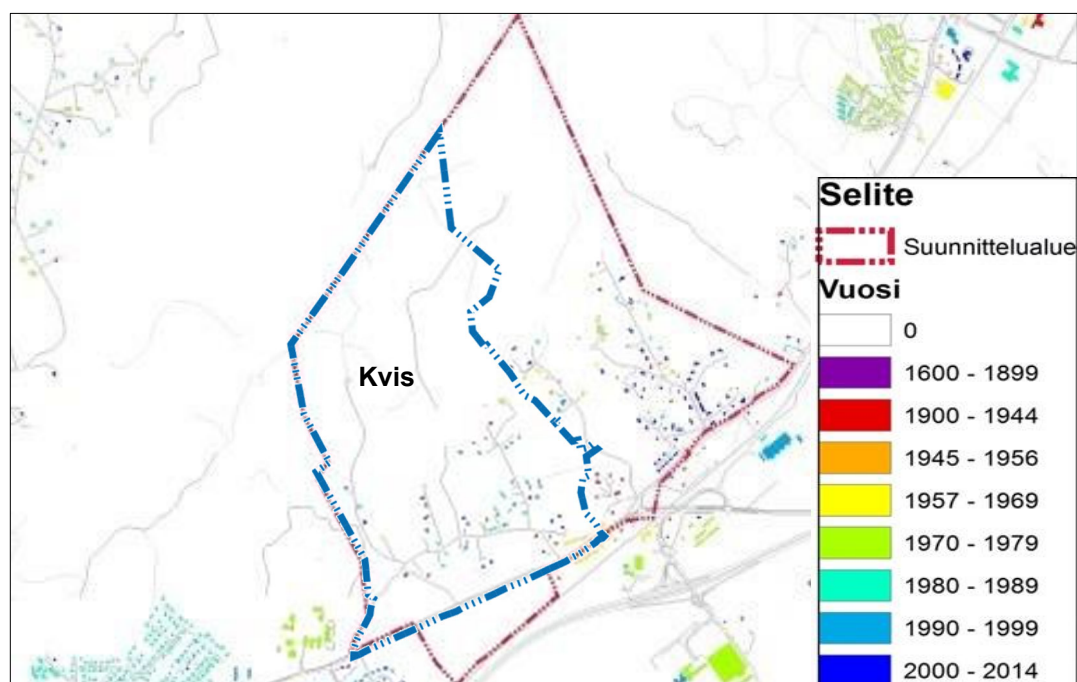 Kvis
Selite
Suunnittelualue
Vuosi
0
1600 - 1899
1900 - 1944
1945 - 1956
1957 - 1969
1970 - 1979
1980 - 1989
1990 - 1999
2000 - 2014